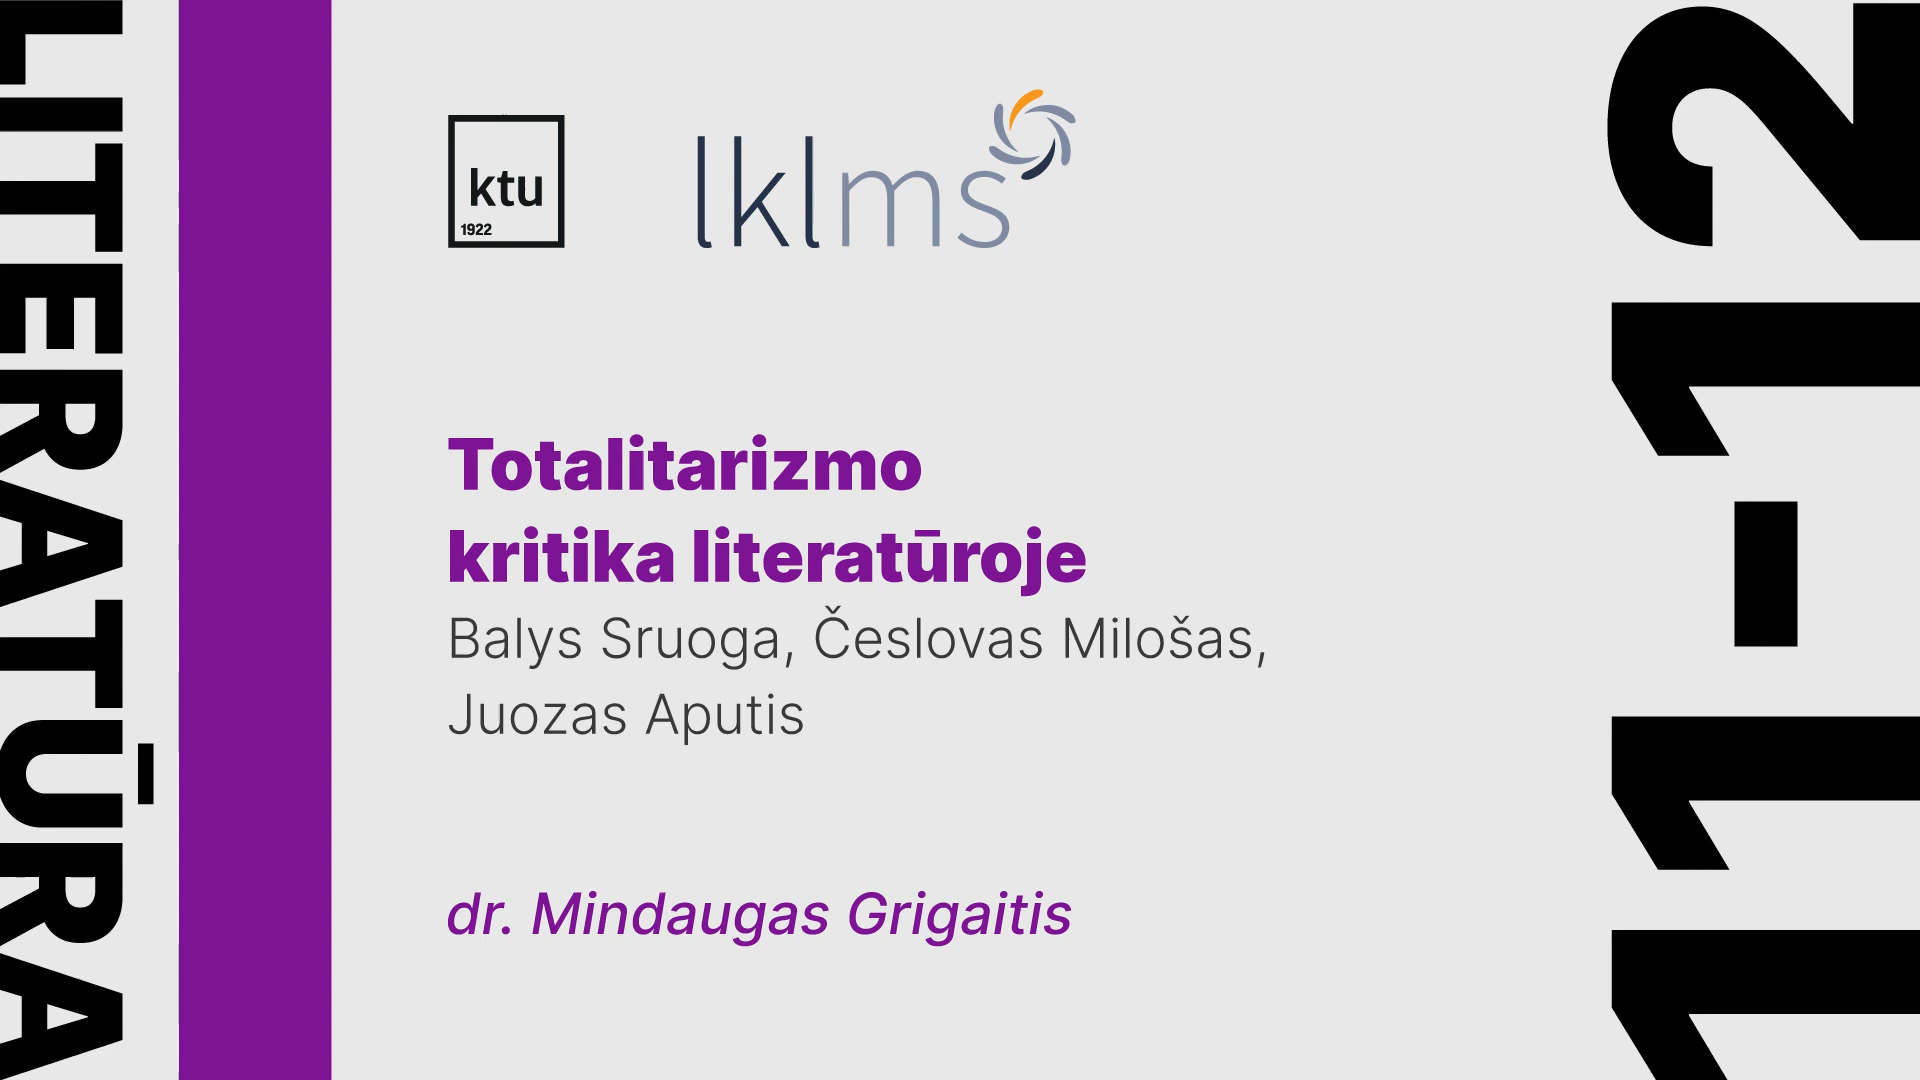 LITERATŪRA
ktu
1922
lklms
Totalitarizmo
kritika literatūroje
Balys Sruoga, Česlovas Milošas,
Juozas Aputis
dr. Mindaugas Grigaitis
11-12